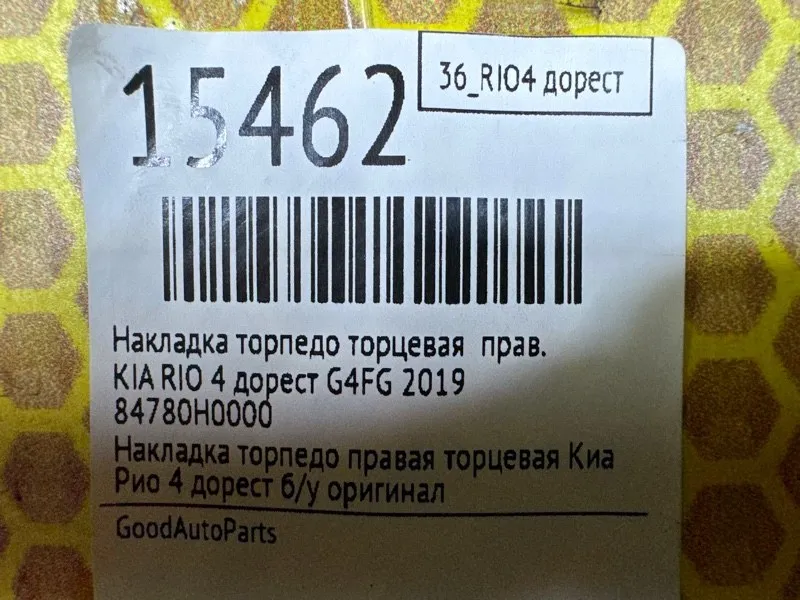 15462
36_RIO4 дорест
Накладка торпедо торцевая прав.
KIA RIO 4 дорест G4FG 2019
84780H0000
Накладка торпедо правая торцевая Киа
Рио 4 дорест б/у оригинал
GoodAutoParts